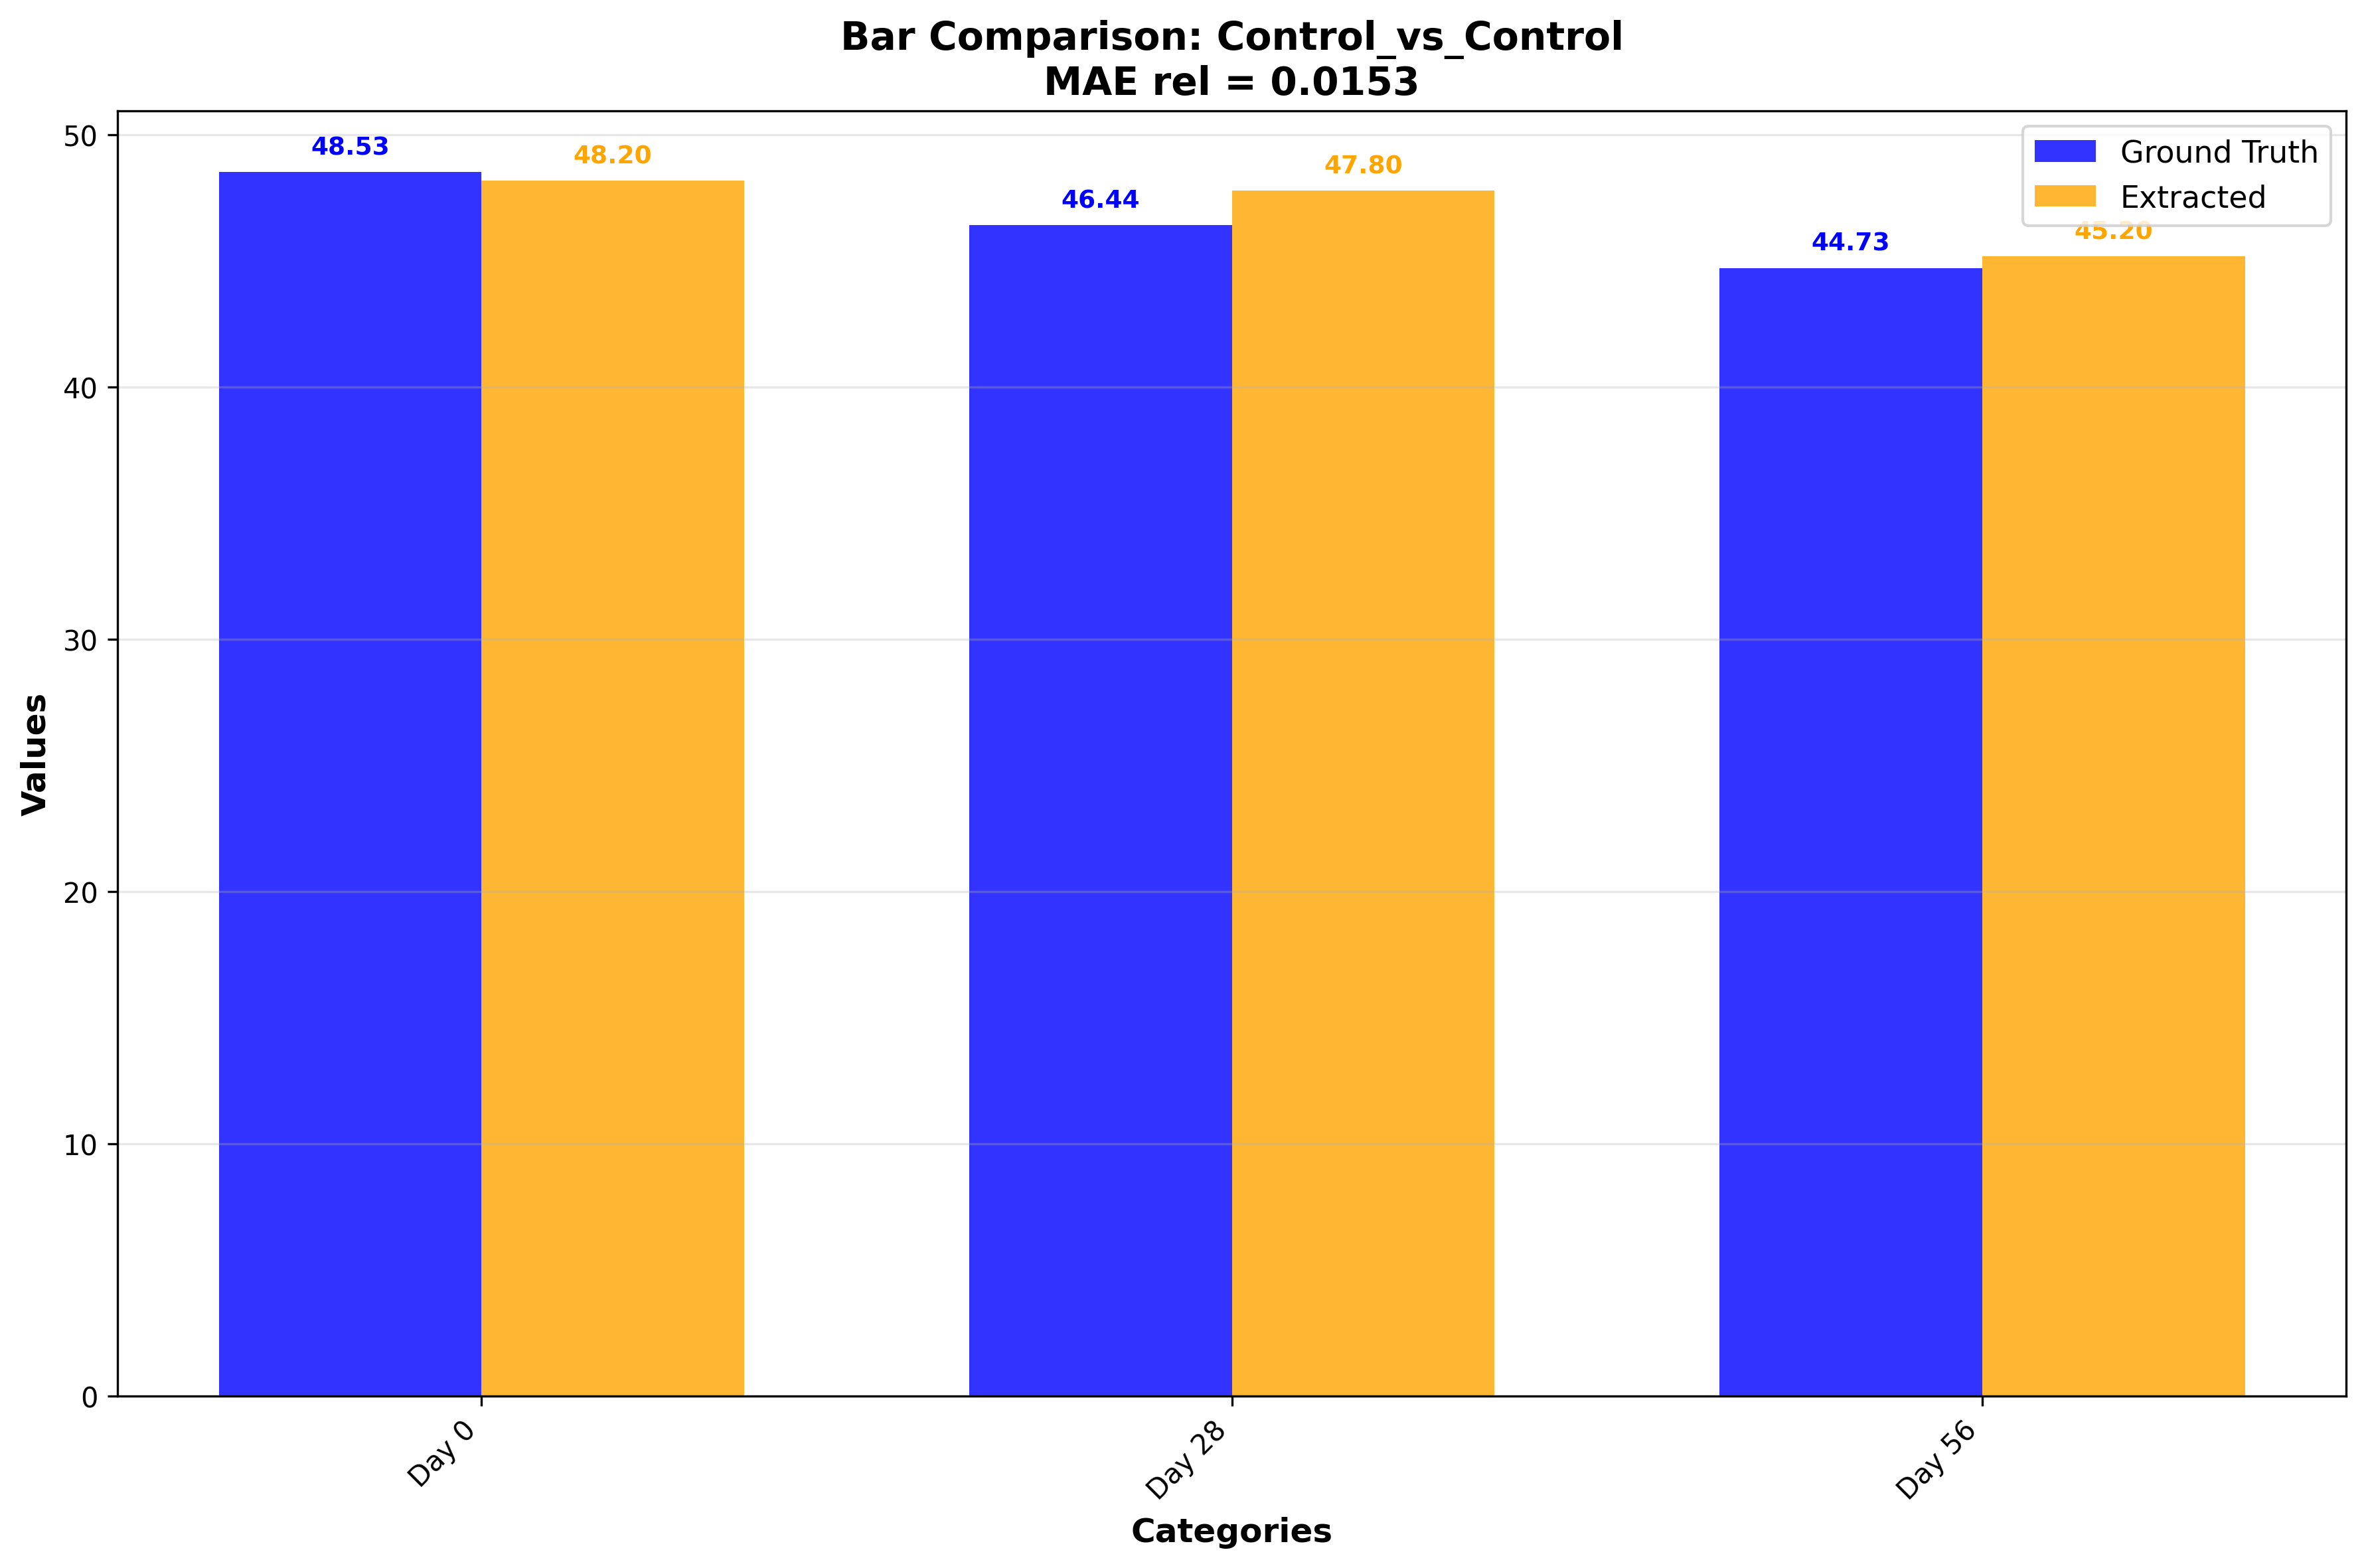 Bar Comparison: Control_vs_Control
MAE rel = 0.0153
Ground Truth
Extracted
48.53
48.20
46.44
47.80
44.73
45.20
Values
50
40
30
20
10
0
Day 0
Day 28
Day 56
Categories